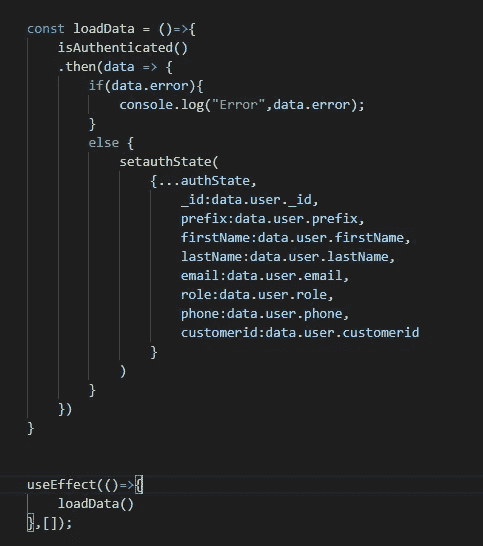 const loadData = ()=>{
    isAuthenticated()
    .then(data => {
        if(data.error){
            console.log("Error",data.error);
        }
        else {
            setauthState(
                {...authState,
                    _id:data.user._id,
                    prefix:data.user.prefix,
                    firstName:data.user.firstName,
                    lastName:data.user.lastName,
                    email:data.user.email,
                    role:data.user.role,
                    phone:data.user.phone,
                    customerid:data.user.customerid
                }
            )
        }
    })
}
useEffect(()=>{
    loadData()
},[]);